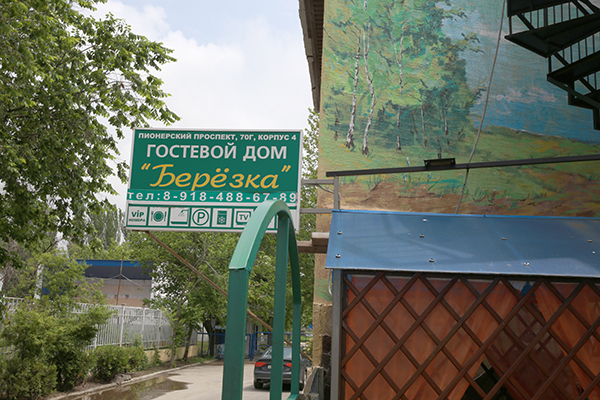 ПИОНЕРСКИЙ ПРОСПЕКТ, 70Г, КОРПУС 4
ГОСТЕВОЙ ДОМ
"Берёзка"
тел: 8-918-488-67-89
VIP P TV